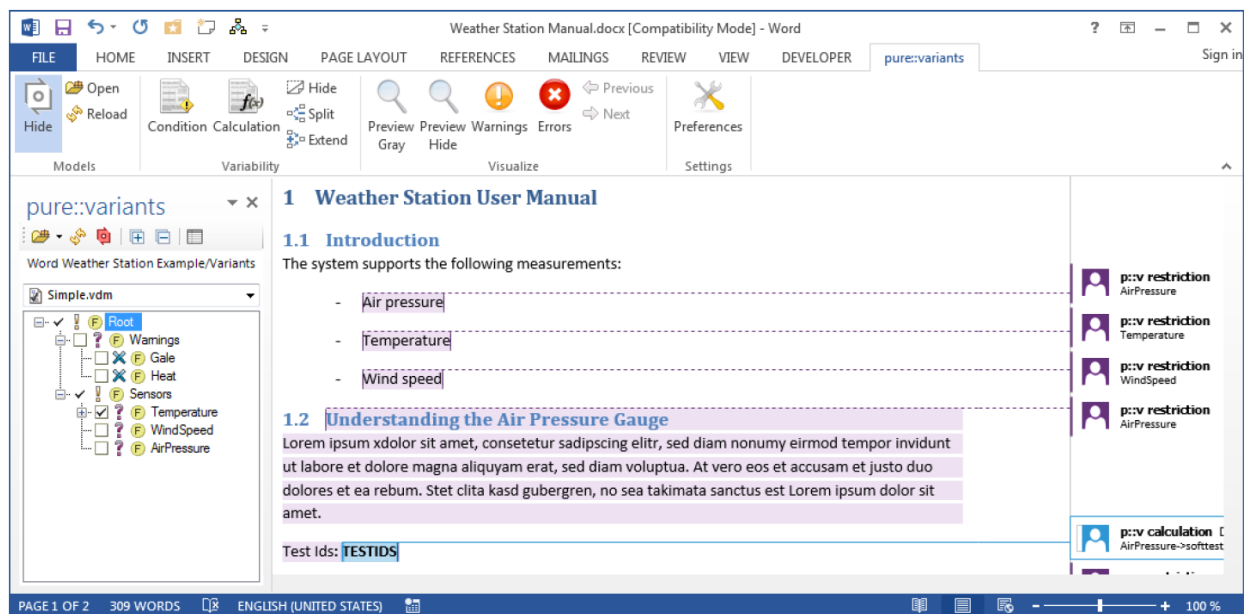 Weather Station Manual.docx [Compatibility Mode] - Word
FILE HOME INSERT DESIGN PAGE LAYOUT REFERENCES MAILINGS REVIEW VIEW DEVELOPER pure::variants Sign in
Hide
Open
Reload
Models
Condition
Calculation
Hide
Split
Extend
Variability
Preview Gray
Preview Hide
Warnings
Errors
Previous
Next
Visualize
Preferences
Settings
pure::variants
Word Weather Station Example/Variants
Simple.vdm
F Root
F Warnings
F Gale
F Heat
F Sensors
F Temperature
F WindSpeed
F AirPressure
1 Weather Station User Manual
1.1 Introduction
The system supports the following measurements:
- Air pressure
- Temperature
- Wind speed
1.2 Understanding the Air Pressure Gauge
Lorem ipsum xdolor sit amet, consetetur sadipscing elitr, sed diam nonumy eirmod tempor invidunt
ut labore et dolore magna aliquyam erat, sed diam voluptua. At vero eos et accusam et justo duo
dolores et ea rebum. Stet clita kasd gubergren, no sea takimata sanctus est Lorem ipsum dolor sit
amet.
Test Ids: TESTIDS
p::v restriction
AirPressure
p::v restriction
Temperature
p::v restriction
WindSpeed
p::v restriction
AirPressure
p::v calculation
AirPressure->softtest
PAGE 1 OF 2 309 WORDS ENGLISH (UNITED STATES) 100 %